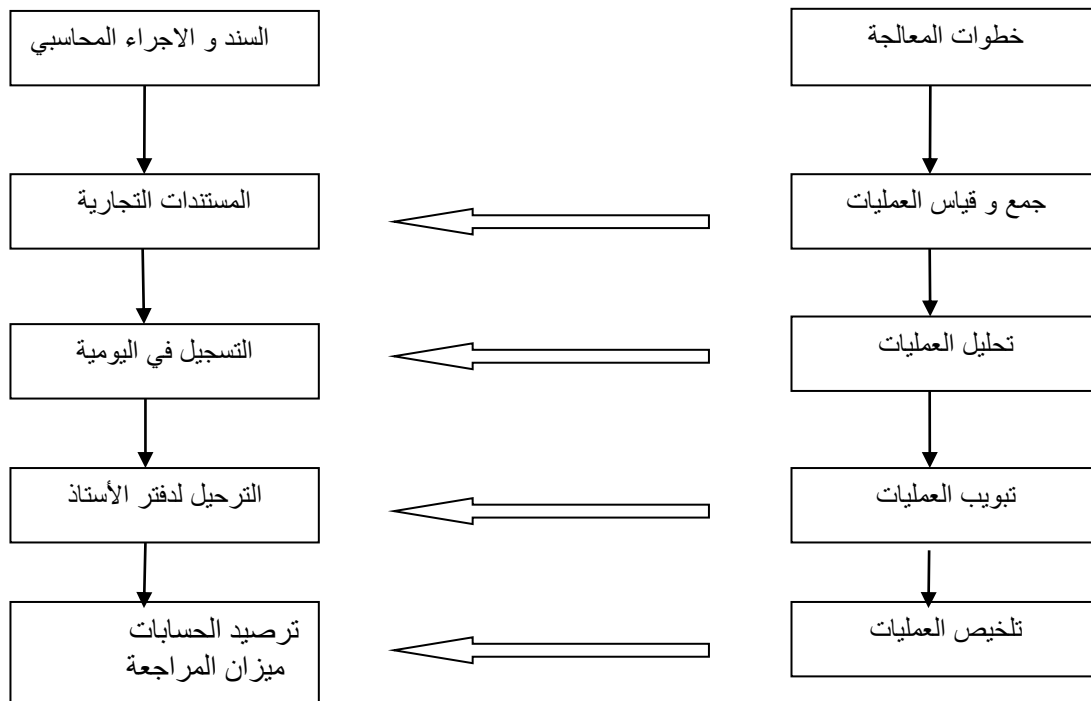 خطوات المعالجة
السند و الاجراء المحاسبي
جمع و قياس العمليات
المستندات التجارية
تحليل العمليات
التسجيل في اليومية
تبويب العمليات
الترحيل لدفتر الأستاذ
تلخيص العمليات
ترصيد الحسابات
ميزان المراجعة